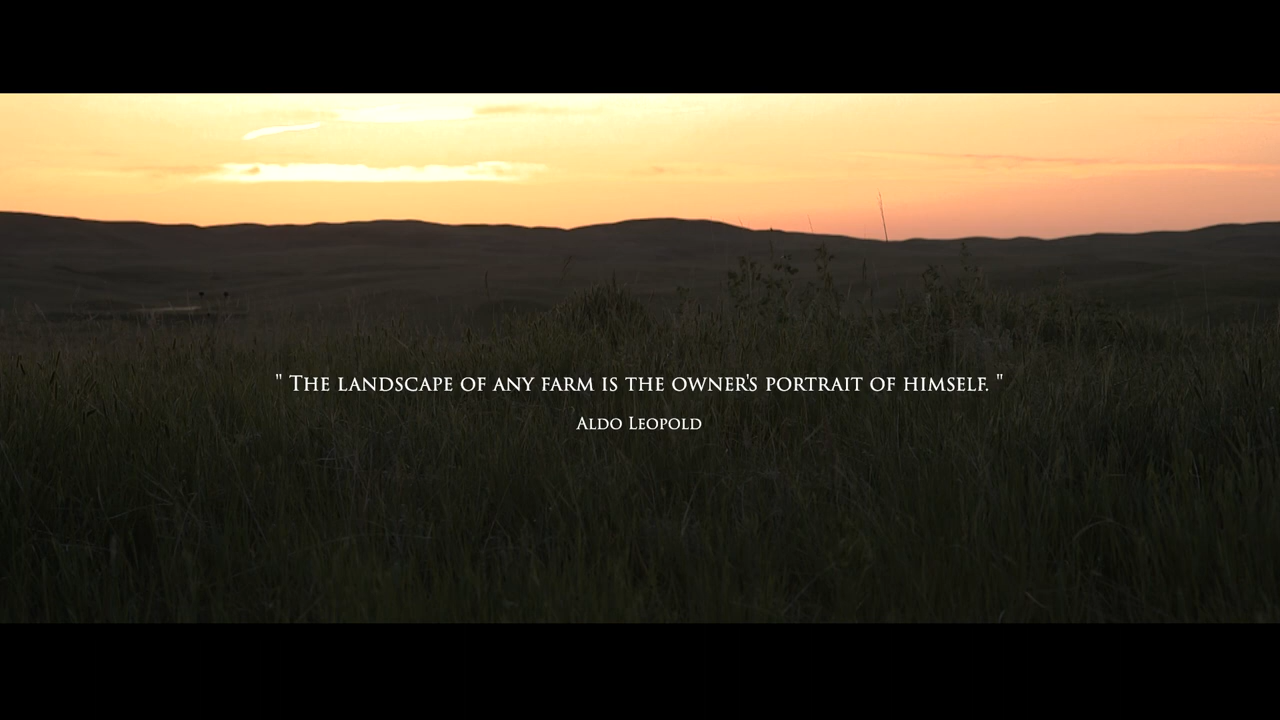 " The landscape of any farm is the owner's portrait of himself. "
Aldo Leopold